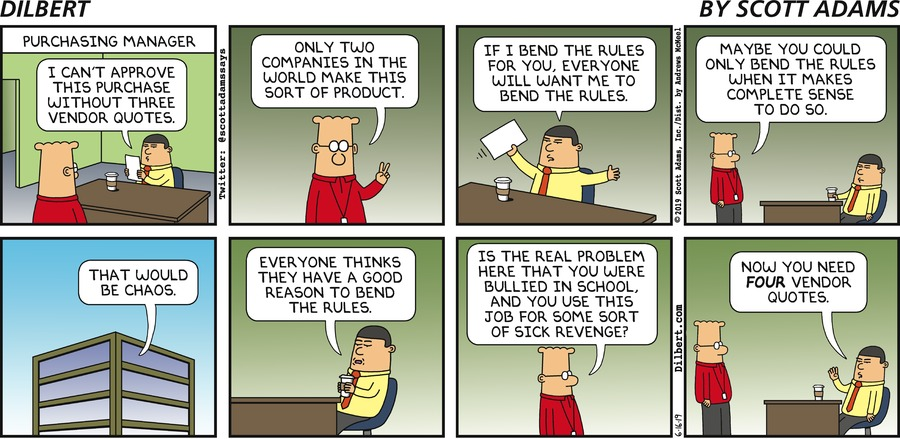 DILBERT
BY SCOTT ADAMS
PURCHASING MANAGER
I CAN'T APPROVE
THIS PURCHASE
WITHOUT THREE
VENDOR QUOTES.
Twitter: @scottadamssays
ONLY TWO
COMPANIES IN THE
WORLD MAKE THIS
SORT OF PRODUCT.
IF I BEND THE RULES
FOR YOU, EVERYONE
WILL WANT ME TO
BEND THE RULES.
©2019 Scott Adams, Inc./Dist. by Andrews McMeel
MAYBE YOU COULD
ONLY BEND THE RULES
WHEN IT MAKES
COMPLETE SENSE
TO DO SO.
THAT WOULD
BE CHAOS.
EVERYONE THINKS
THEY HAVE A GOOD
REASON TO BEND
THE RULES.
IS THE REAL PROBLEM
HERE THAT YOU WERE
BULLIED IN SCHOOL,
AND YOU USE THIS
JOB FOR SOME SORT
OF SICK REVENGE?
6-16-19 Dilbert.com
NOW YOU NEED
FOUR VENDOR
QUOTES.